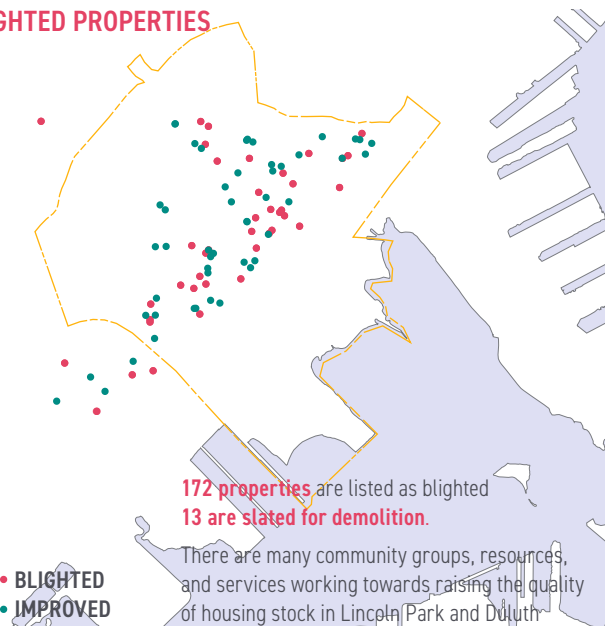 GHTED PROPERTIES
172 properties are listed as blighted
13 are slated for demolition.
There are many community groups, resources,
and services working towards raising the quality
of housing stock in Lincoln Park and Duluth
BLIGHTED
IMPROVED